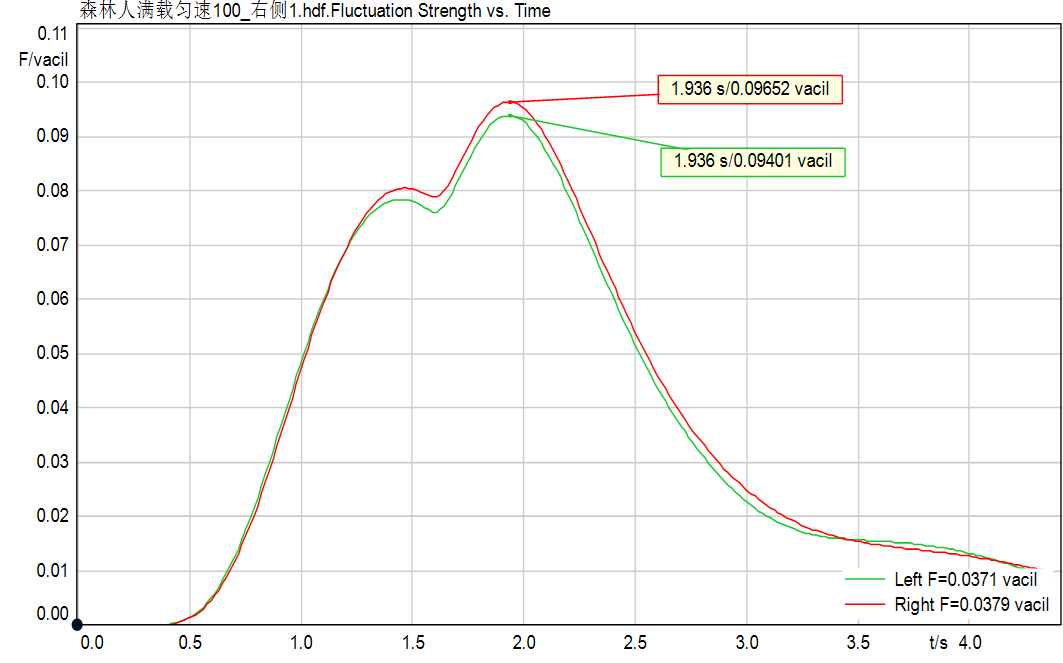 森林人满载匀速100_右侧1.hdf.Fluctuation Strength vs. Time
0.11
F/vacil
0.10
0.09
0.08
0.07
0.06
0.05
0.04
0.03
0.02
0.01
0.00
1.936 s/0.09652 vacil
1.936 s/0.09401 vacil
Left F=0.0371 vacil
Right F=0.0379 vacil
0.0 0.5 1.0 1.5 2.0 2.5 3.0 3.5 t/s 4.0